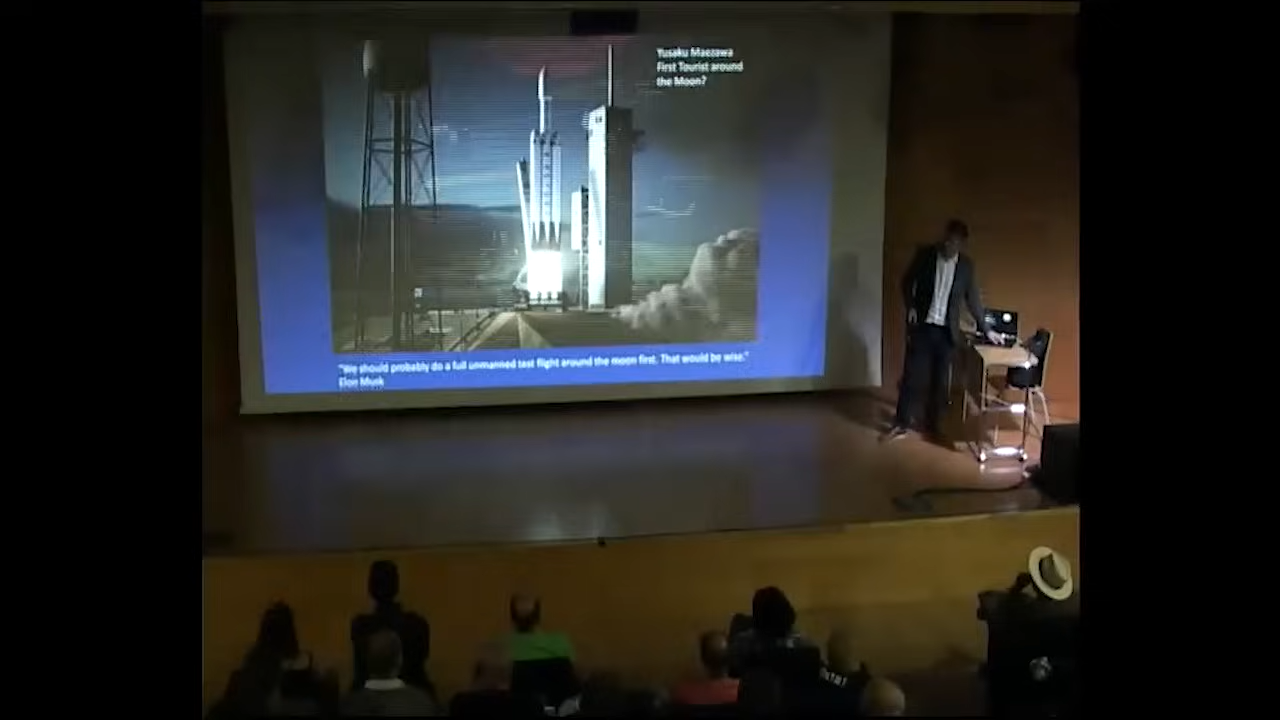 Yusaku Maezawa
First Tourist around
the Moon?
"We should probably do a full unmanned test flight around the moon first. That would be wise."
Elon Musk